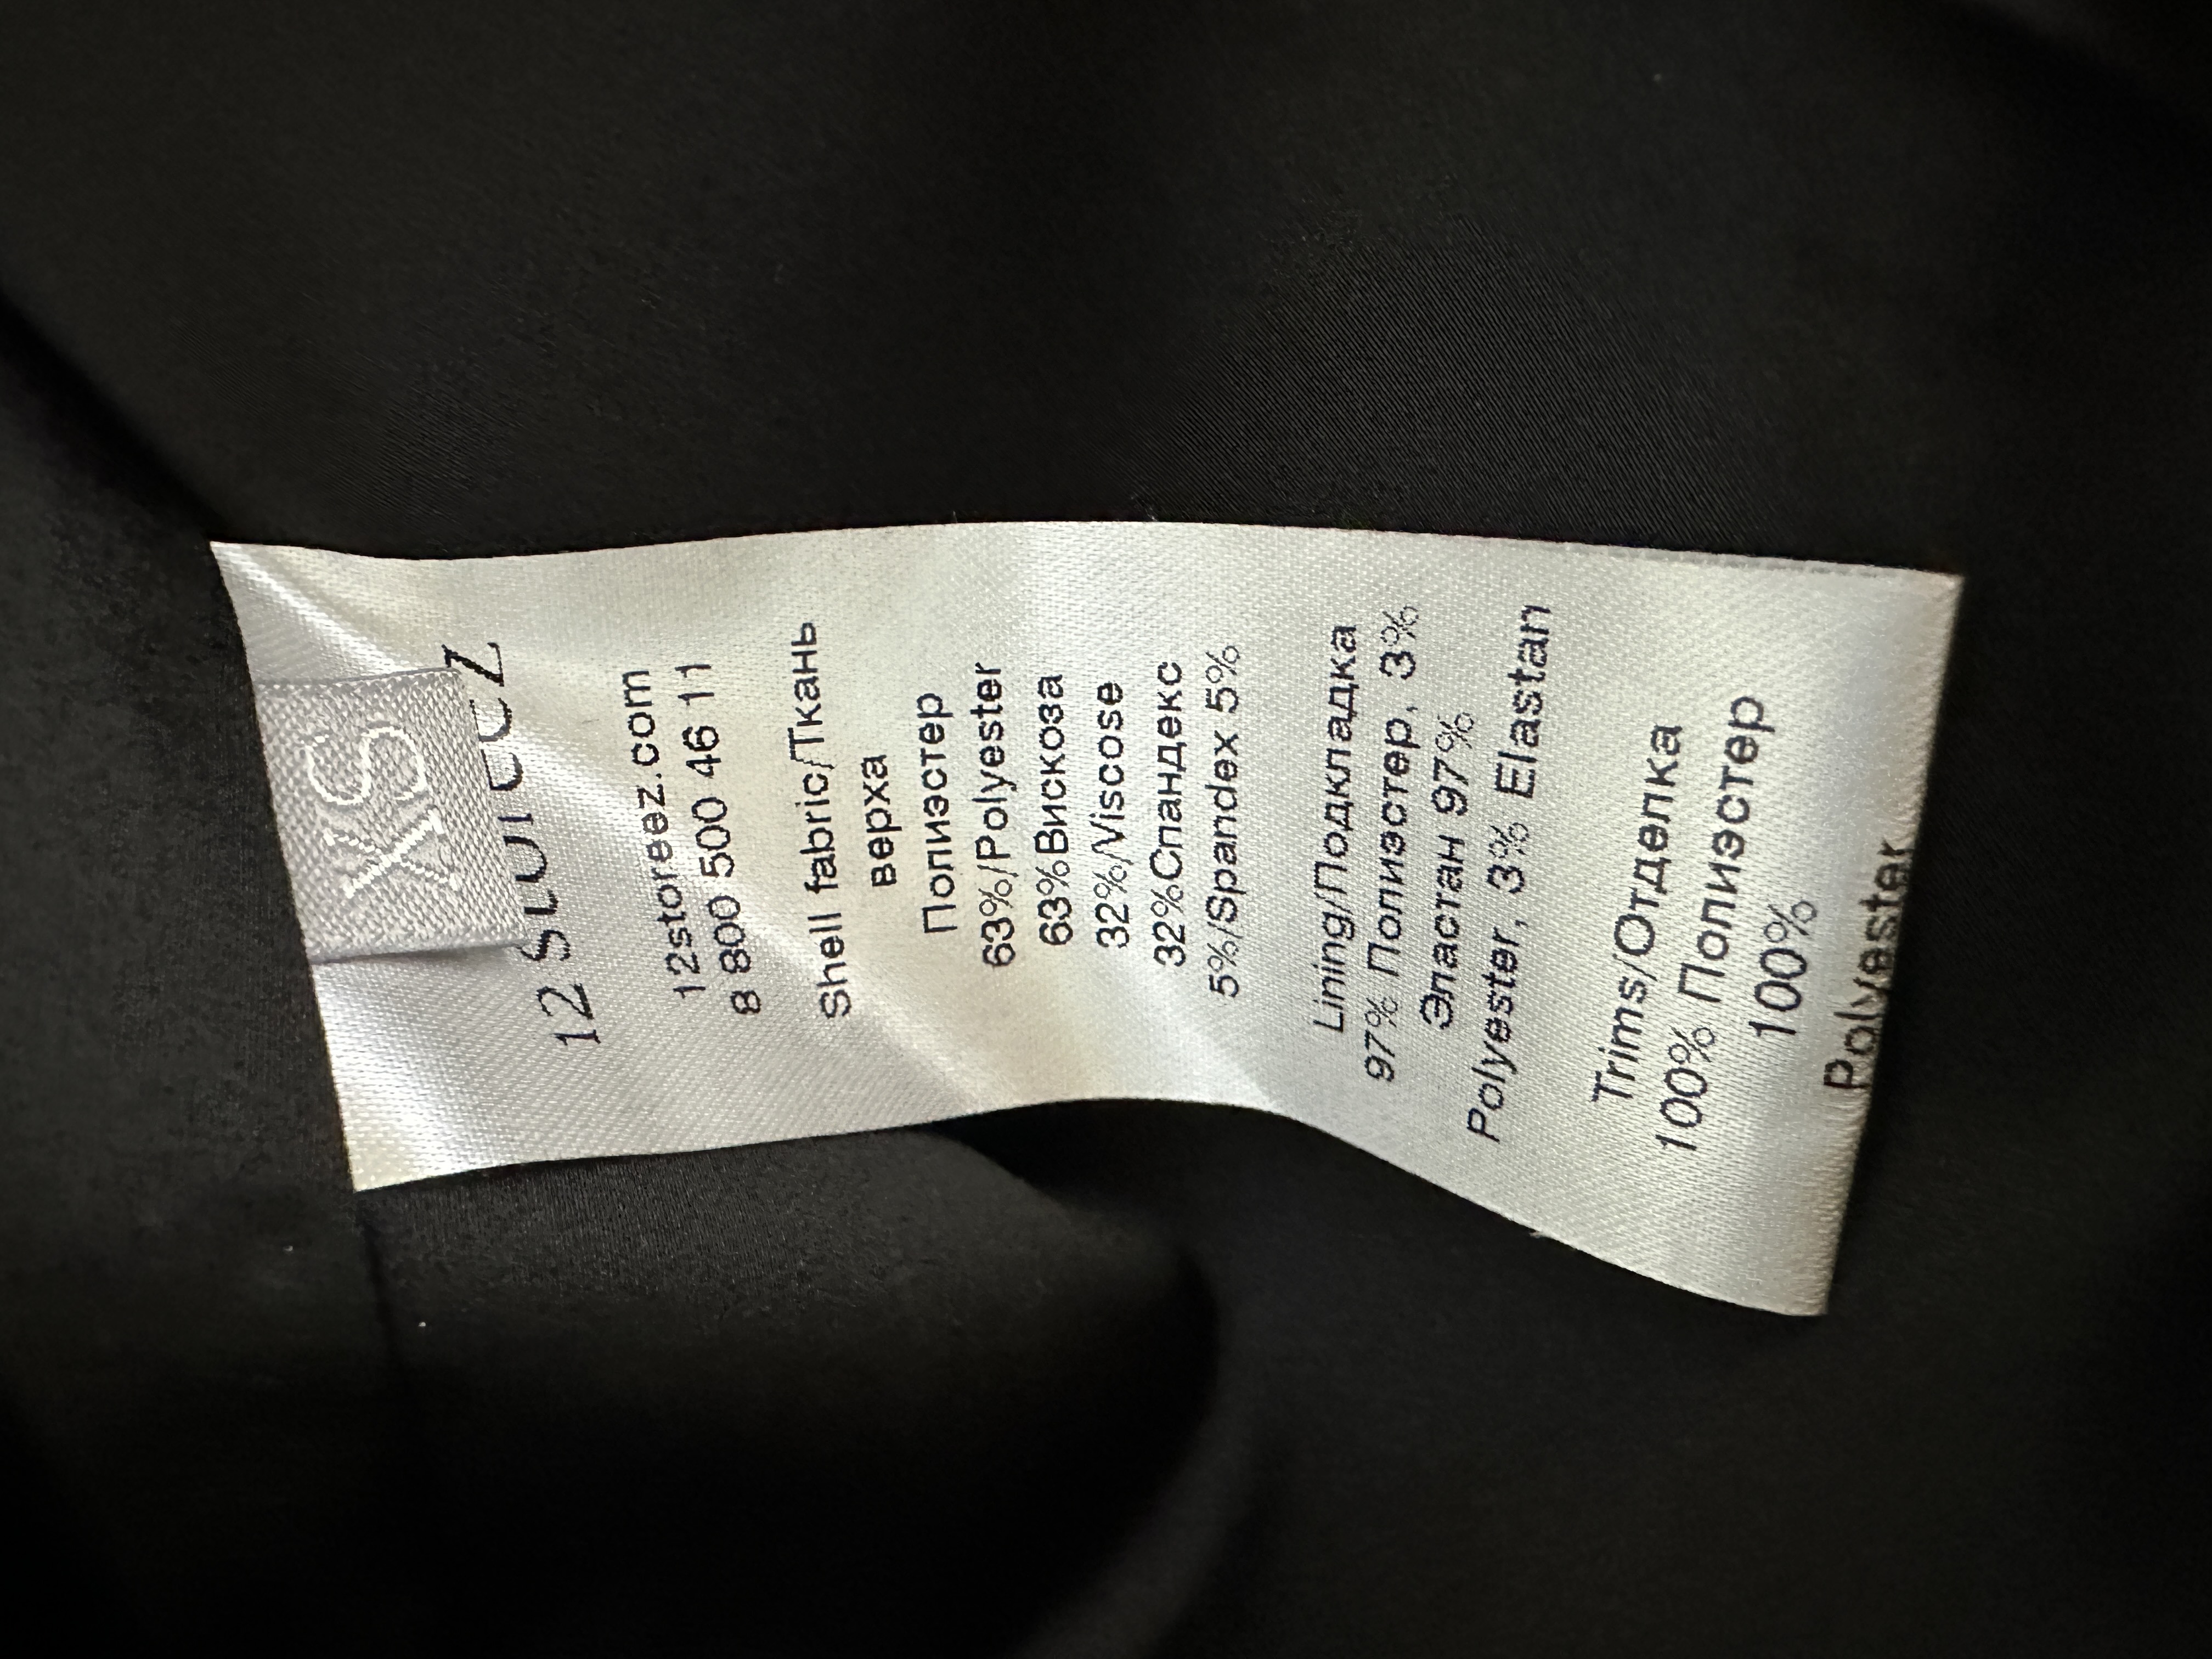 XS
12storeez
12storeez.com
8 800 500 46 11
Shell fabric/Ткань
верха
Полиэстер
63%/Polyester
63%Вискоза
32%/Viscose
32%Спандекс
5%/Spandex 5%
Lining/Подкладка
97% Полиэстер, 3%
Эластан 97%
Polyester, 3% Elastan
Trims/Отделка
100% Полиэстер
100%
Polyester